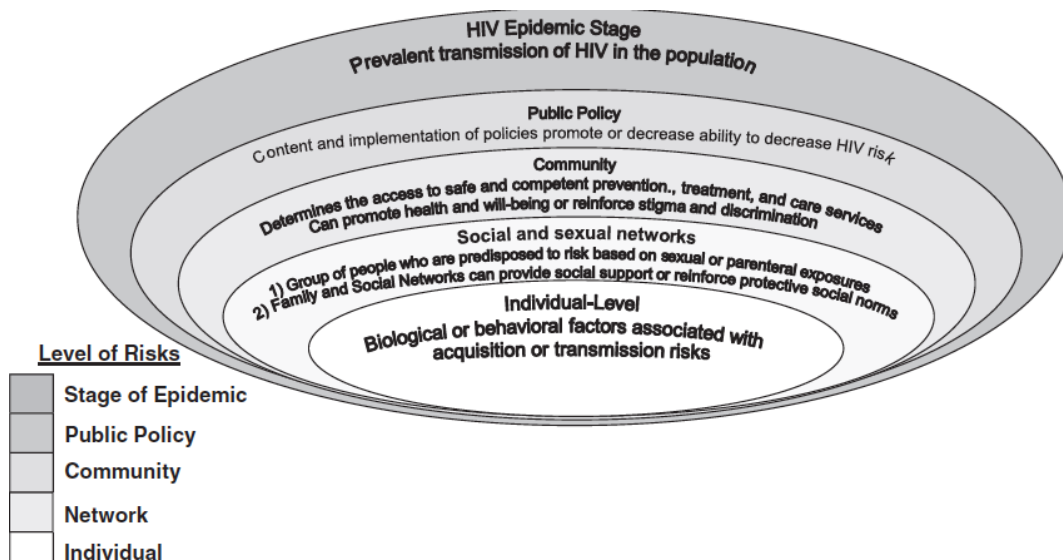 HIV Epidemic Stage
Prevalent transmission of HIV in the population
Public Policy
Content and implementation of policies promote or decrease ability to decrease HIV risk
Community
Determines the access to safe and competent prevention., treatment, and care services
Can promote health and will-being or reinforce stigma and discrimination
Social and sexual networks
1) Group of people who are predisposed to risk based on sexual or parenteral exposures
2) Family and Social Networks can provide social support or reinforce protective social norms
Individual-Level
Biological or behavioral factors associated with
acquisition or transmission risks
Level of Risks
Stage of Epidemic
Public Policy
Community
Network
Individual